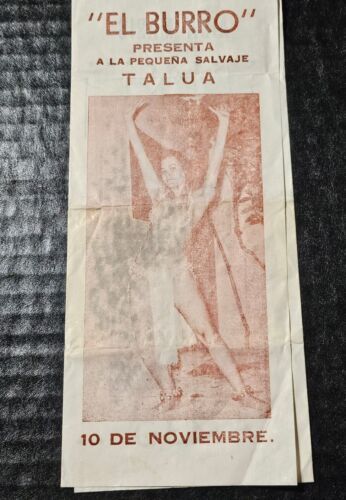 "EL BURRO"
PRESENTA
A LA PEQUEÑA SALVAJE
TALUA
10 DE NOVIEMBRE.